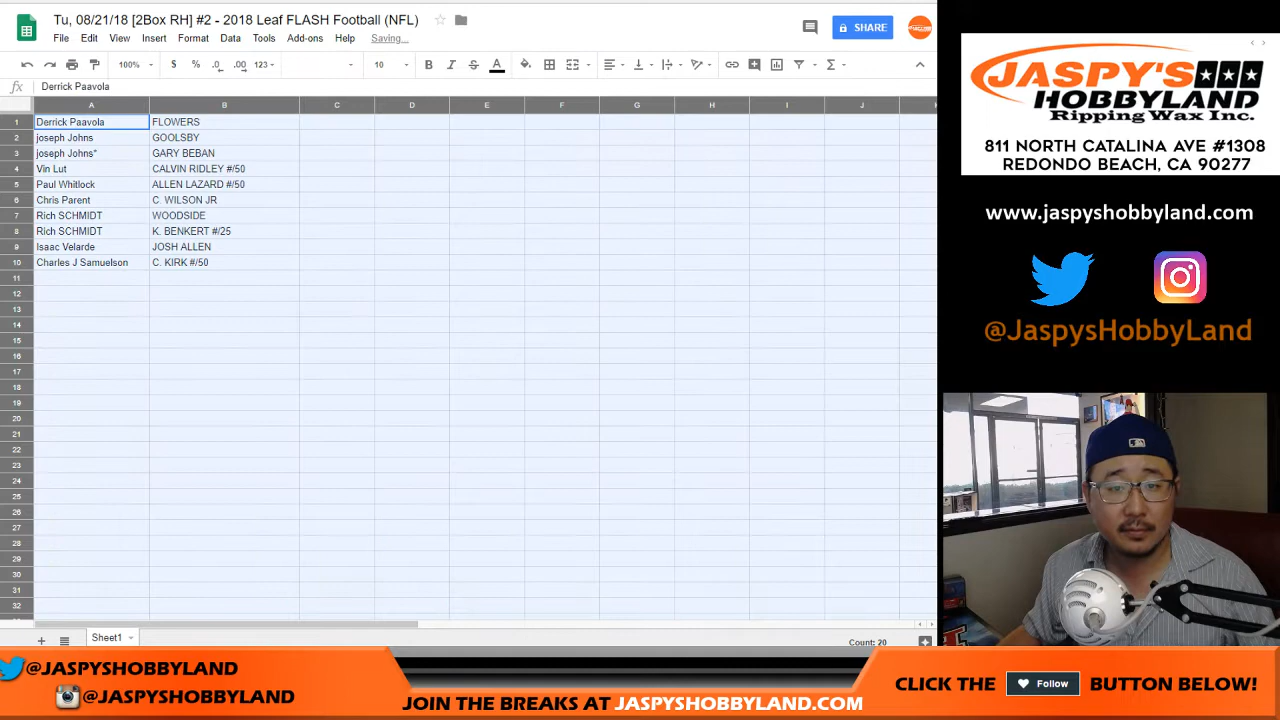 Tu, 08/21/18 [2Box RH] #2 - 2018 Leaf FLASH Football (NFL)
File Edit View Insert Format Data Tools Add-ons Help Saving...
SHARE
100% $ % .0 .00 123 10 B I S A Σ
fx Derrick Paavola
A B C D E F G H I J
1 Derrick Paavola FLOWERS
2 joseph Johns GOOLSBY
3 joseph Johns* GARY BEBAN
4 Vin Lut CALVIN RIDLEY #/50
5 Paul Whitlock ALLEN LAZARD #/50
6 Chris Parent C. WILSON JR
7 Rich SCHMIDT WOODSIDE
8 Rich SCHMIDT K. BENKERT #/25
9 Isaac Velarde JOSH ALLEN
10 Charles J Samuelson C. KIRK #/50
11
12
13
14
15
16
17
18
19
20
21
22
23
24
25
26
27
28
29
30
31
32
Sheet1
Count: 20
JASPY'S
HOBBYLAND
Ripping Wax Inc.
811 NORTH CATALINA AVE #1308
REDONDO BEACH, CA 90277
www.jaspyshobbyland.com
@JaspysHobbyLand
@JASPYSHOBBYLAND
@JASPYSHOBBYLAND
JOIN THE BREAKS AT JASPYSHOBBYLAND.COM
CLICK THE Follow BUTTON BELOW!